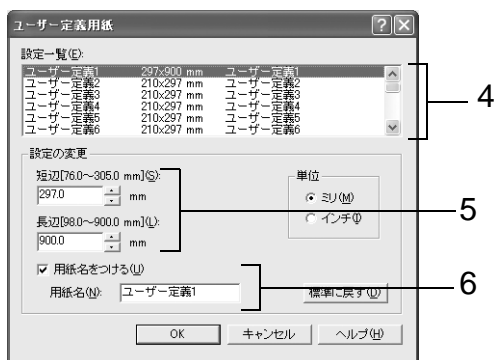 ユーザー定義用紙
設定一覧(E):
ユーザー定義1 297x900 mm ユーザー定義1
ユーザー定義2 210x297 mm ユーザー定義2
ユーザー定義3 210x297 mm ユーザー定義3
ユーザー定義4 210x297 mm ユーザー定義4
ユーザー定義5 210x297 mm ユーザー定義5
ユーザー定義6 210x297 mm ユーザー定義6
4
設定の変更
短辺[76.0～305.0 mm](S):
297.0 mm
長辺[98.0～900.0 mm](L):
900.0 mm
単位
ミリ(M)
インチ(I)
5
用紙名をつける(U)
用紙名(N): ユーザー定義1
6
標準に戻す(D)
OK キャンセル ヘルプ(H)